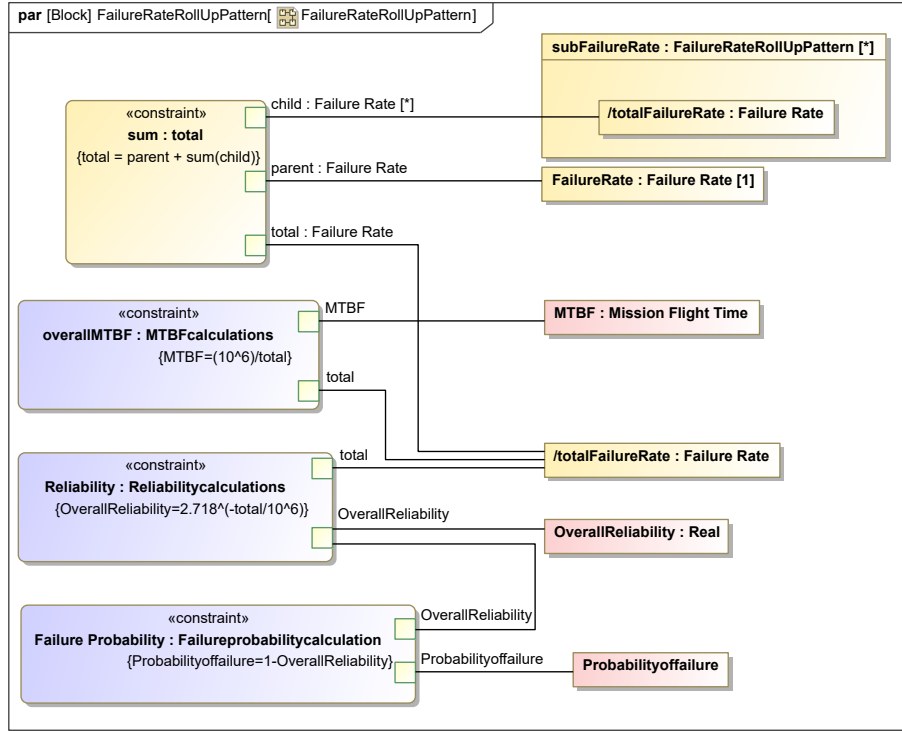 par [Block] FailureRateRollUpPattern[ FailureRateRollUpPattern]
subFailureRate : FailureRateRollUpPattern [*]
/totalFailureRate : Failure Rate
«constraint»
sum : total
{total = parent + sum(child)}
child : Failure Rate [*]
parent : Failure Rate
FailureRate : Failure Rate [1]
total : Failure Rate
«constraint»
overallMTBF : MTBFcalculations
{MTBF=(10^6)/total}
MTBF
MTBF : Mission Flight Time
total
/totalFailureRate : Failure Rate
«constraint»
Reliability : Reliabilitycalculations
{OverallReliability=2.718^(-total/10^6)}
total
OverallReliability
OverallReliability : Real
«constraint»
Failure Probability : Failureprobabilitycalculation
{Probabilityoffailure=1-OverallReliability}
OverallReliability
Probabilityoffailure
Probabilityoffailure